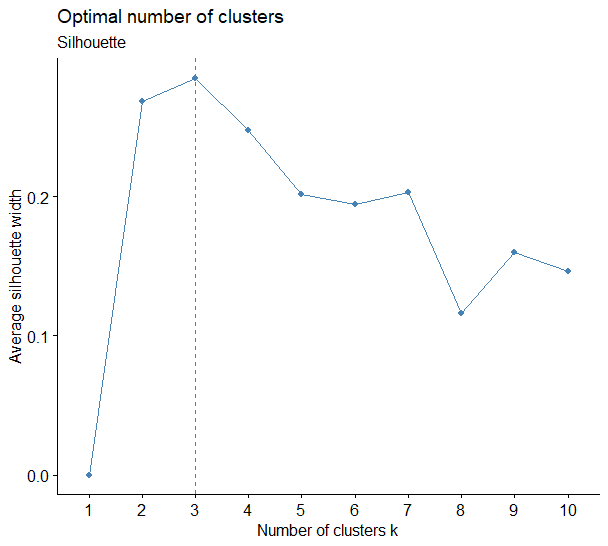 Optimal number of clusters
Silhouette
Average silhouette width
0.2
0.1
0.0
1 2 3 4 5 6 7 8 9 10
Number of clusters k